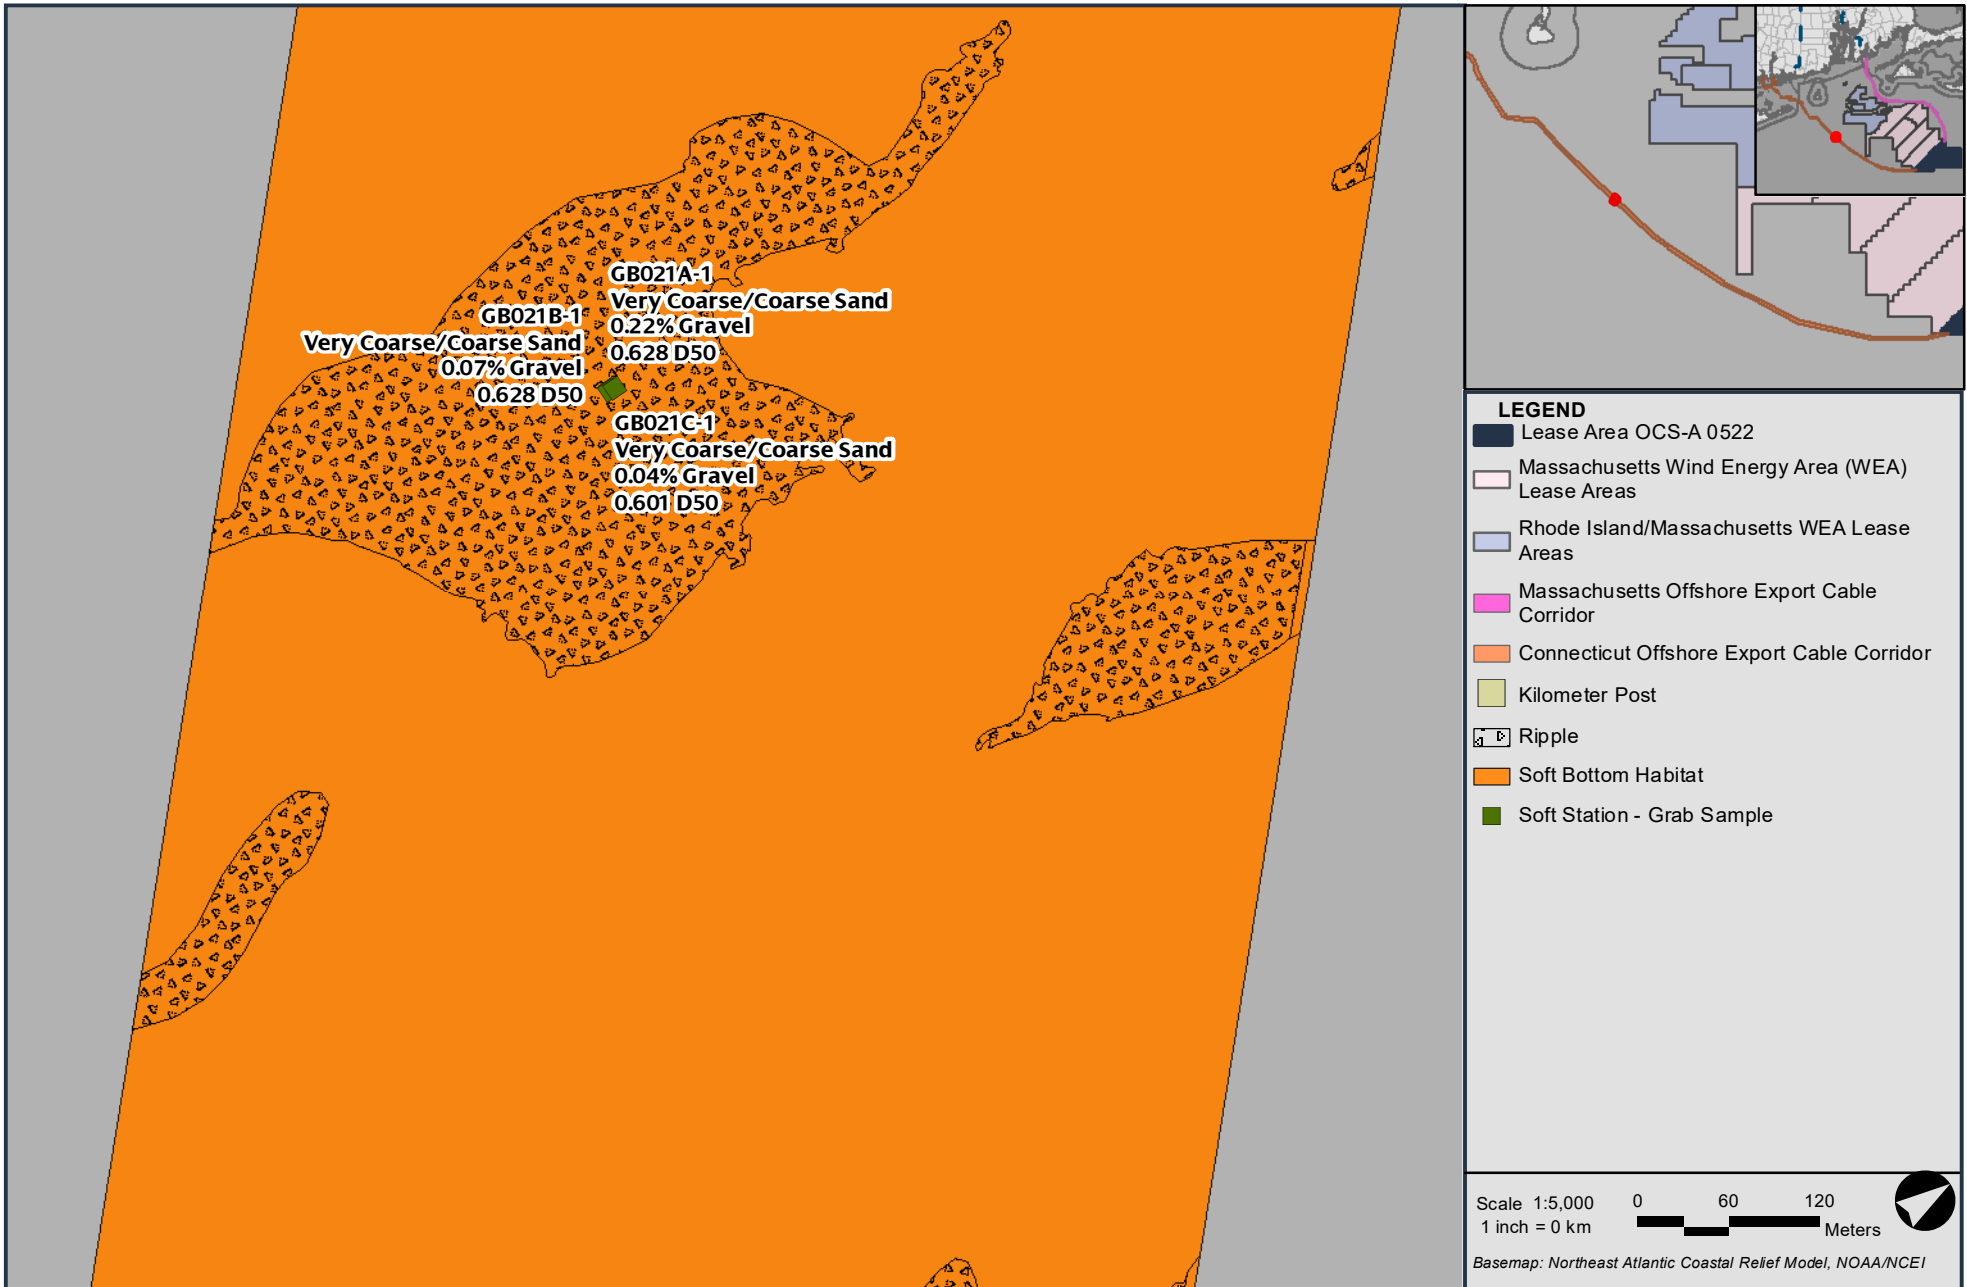 GB021A-1
Very Coarse/Coarse Sand
0.22% Gravel
0.628 D50
GB021B-1
Very Coarse/Coarse Sand
0.07% Gravel
0.628 D50
GB021C-1
Very Coarse/Coarse Sand
0.04% Gravel
0.601 D50
LEGEND
Lease Area OCS-A 0522
Massachusetts Wind Energy Area (WEA)
Lease Areas
Rhode Island/Massachusetts WEA Lease
Areas
Massachusetts Offshore Export Cable
Corridor
Connecticut Offshore Export Cable Corridor
Kilometer Post
Ripple
Soft Bottom Habitat
Soft Station - Grab Sample
Scale 1:5,000
1 inch = 0 km
0 60 120
Meters
Basemap: Northeast Atlantic Coastal Relief Model, NOAA/NCEI